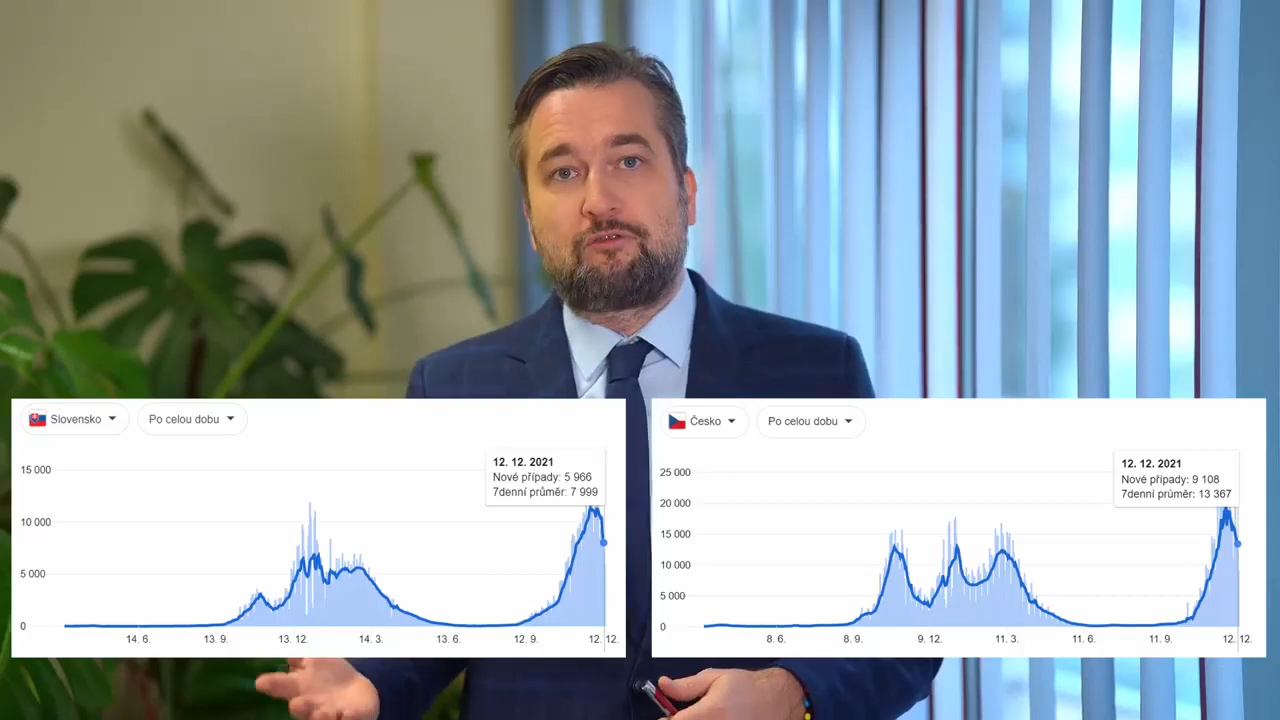 Slovensko
Po celou dobu
12. 12. 2021
Nové případy: 5 966
7denní průměr: 7 999
15 000
10 000
5 000
0
14. 6.
13. 9.
13. 12.
14. 3.
13. 6.
12. 9.
12. 12.
Česko
Po celou dobu
12. 12. 2021
Nové případy: 9 108
7denní průměr: 13 367
25 000
20 000
15 000
10 000
5 000
0
8. 6.
8. 9.
9. 12.
11. 3.
11. 6.
11. 9.
12. 12.